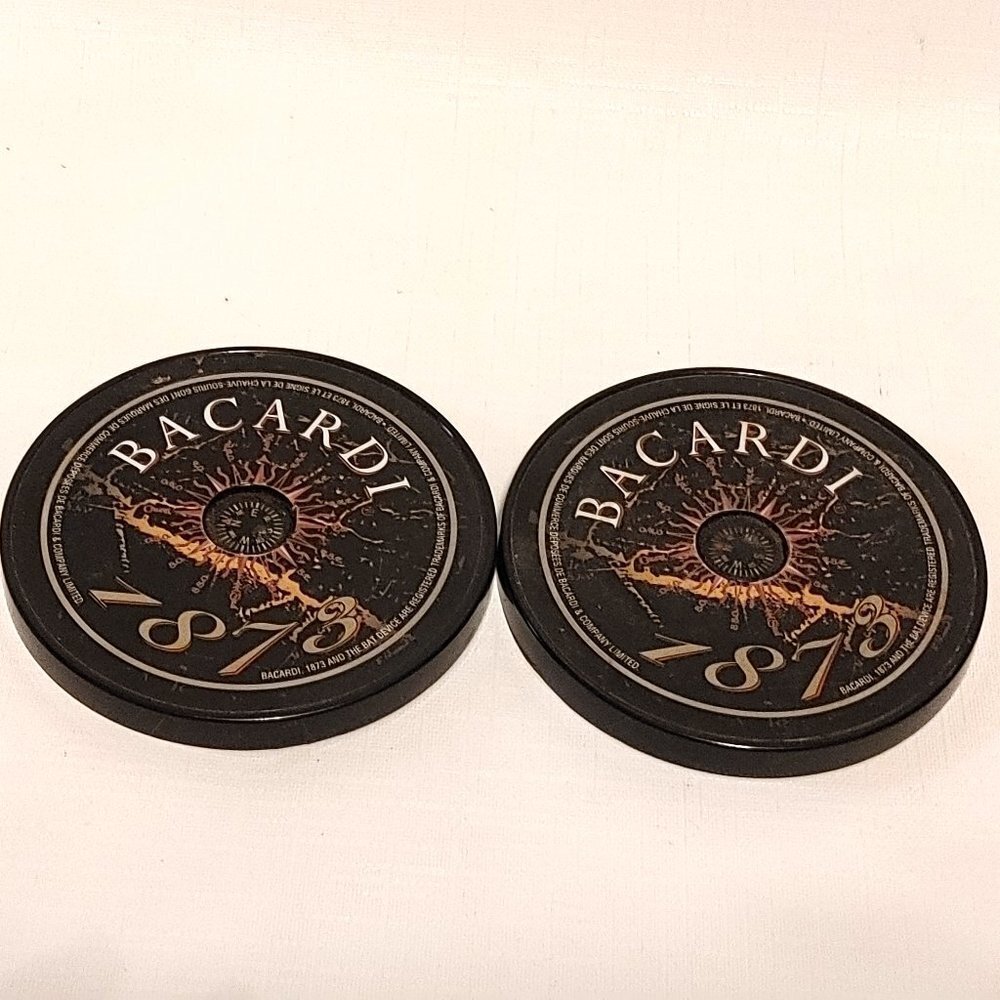 BACARDI
1873
BACARDI, 1873 AND THE BAT DEVICE ARE REGISTERED TRADEMARKS OF BACARDI & COMPANY LIMITED • BACARDI, 1873 ET LE SIGNE DE LA CHAUVE-SOURIS SONT DES MARQUES DE COMMERCE DEPOSÉES DE BACARDI & COMPANY LIMITED.
BACARDI
1873
BACARDI, 1873 AND THE BAT DEVICE ARE REGISTERED TRADEMARKS OF BACARDI & COMPANY LIMITED • BACARDI, 1873 ET LE SIGNE DE LA CHAUVE-SOURIS SONT DES MARQUES DE COMMERCE DEPOSÉES DE BACARDI & COMPANY LIMITED.